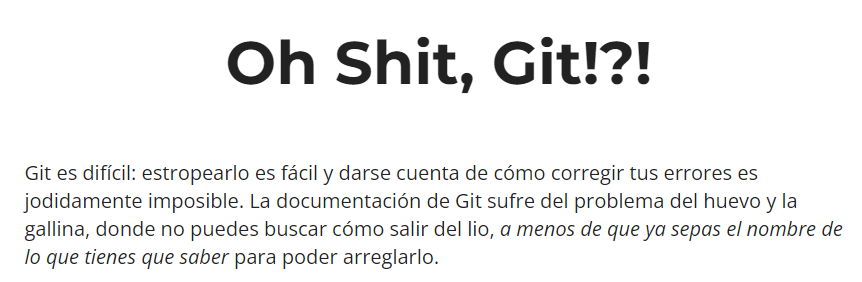 Oh Shit, Git!?!
Git es difícil: estropearlo es fácil y darse cuenta de cómo corregir tus errores es
jodidamente imposible. La documentación de Git sufre del problema del huevo y la
gallina, donde no puedes buscar cómo salir del lio, a menos de que ya sepas el nombre de
lo que tienes que saber para poder arreglarlo.